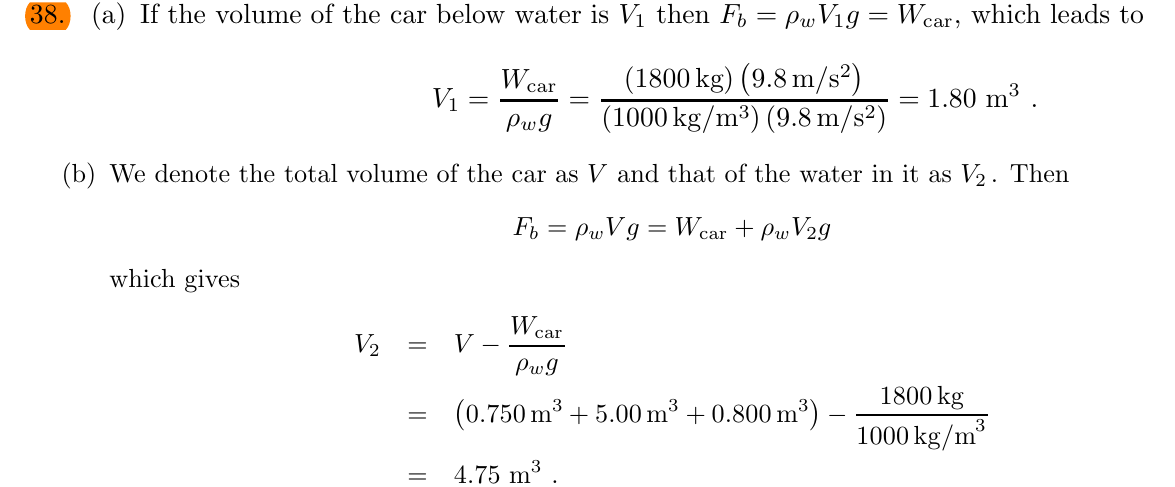 38. (a) If the volume of the car below water is V₁ then F_b = ρ_w V₁g = W_car, which leads to
V₁ = W_car / ρ_w g = (1800 kg) (9.8 m/s²) / (1000 kg/m³) (9.8 m/s²) = 1.80 m³ .
(b) We denote the total volume of the car as V and that of the water in it as V₂ . Then
F_b = ρ_w V g = W_car + ρ_w V₂g
which gives
V₂ = V − W_car / ρ_w g
= (0.750 m³ + 5.00 m³ + 0.800 m³) − 1800 kg / 1000 kg/m³
= 4.75 m³ .